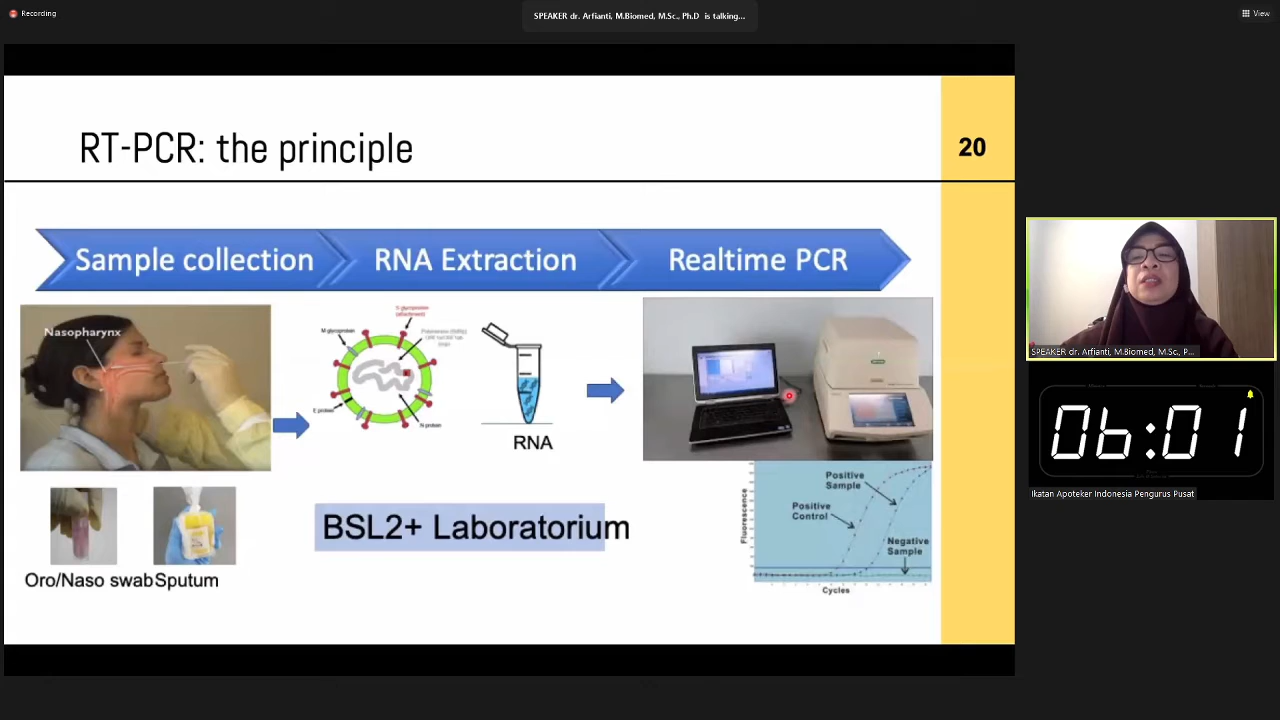 Recording
SPEAKER dr. Arfianti, M.Biomed, M.Sc., Ph.D is talking...
View
RT-PCR: the principle
20
Sample collection
RNA Extraction
Realtime PCR
Nasopharynx
M glycoprotein
E protein
N protein
RNA
Oro/Naso swab
Sputum
BSL2+ Laboratorium
Positive
Sample
Positive
Control
Negative
Sample
Fluorescence
Cycles
SPEAKER dr. Arfianti, M.Biomed, M.Sc., P...
06:01
Ikatan Apoteker Indonesia Pengurus Pusat